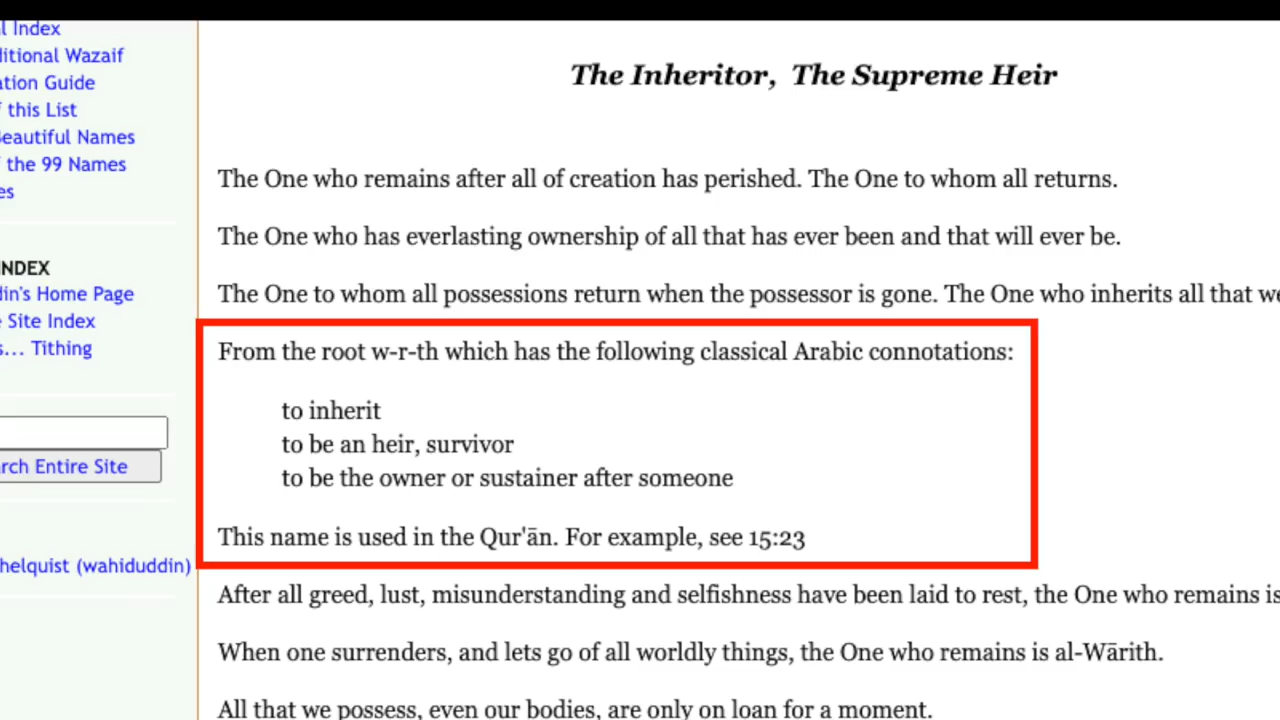 l Index
ditional Wazaif
ation Guide
f this List
Beautiful Names
f the 99 Names
es
INDEX
din's Home Page
e Site Index
s... Tithing
rch Entire Site
helquist (wahiduddin)
The Inheritor, The Supreme Heir
The One who remains after all of creation has perished. The One to whom all returns.
The One who has everlasting ownership of all that has ever been and that will ever be.
The One to whom all possessions return when the possessor is gone. The One who inherits all that we
From the root w-r-th which has the following classical Arabic connotations:
to inherit
to be an heir, survivor
to be the owner or sustainer after someone
This name is used in the Qur'ān. For example, see 15:23
After all greed, lust, misunderstanding and selfishness have been laid to rest, the One who remains is
When one surrenders, and lets go of all worldly things, the One who remains is al-Wārith.
All that we possess, even our bodies, are only on loan for a moment.